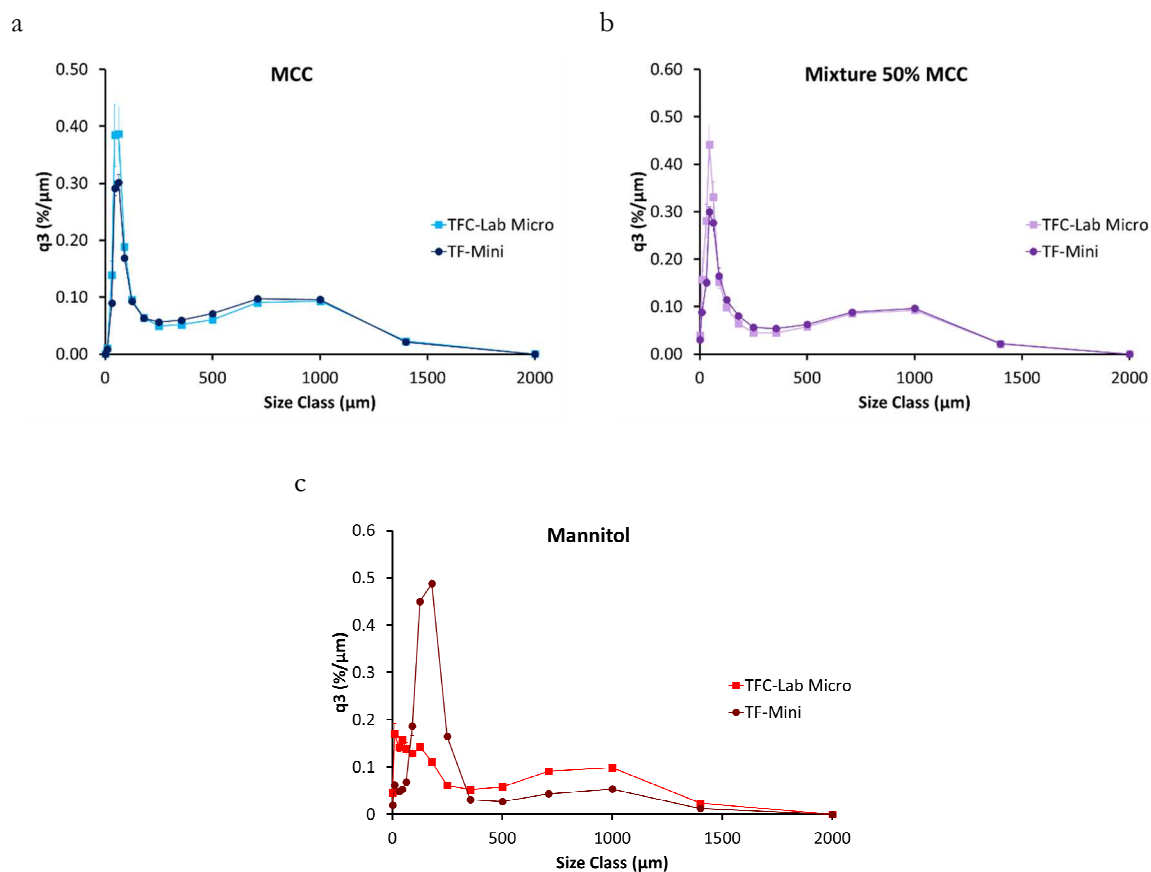 a
MCC
0.50
0.40
0.30
0.20
0.10
0.00
q3 (%/µm)
0
500
1000
1500
2000
Size Class (µm)
TFC-Lab Micro
TF-Mini
b
Mixture 50% MCC
0.60
0.50
0.40
0.30
0.20
0.10
0.00
q3 (%/µm)
0
500
1000
1500
2000
Size Class (µm)
TFC-Lab Micro
TF-Mini
c
Mannitol
0.6
0.5
0.4
0.3
0.2
0.1
0
q3 (%/µm)
0
500
1000
1500
2000
Size Class (µm)
TFC-Lab Micro
TF-Mini